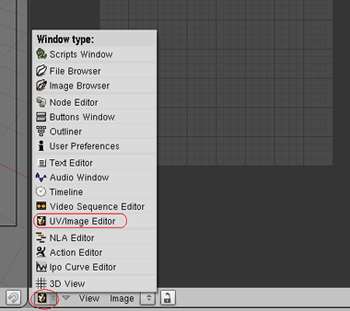 Window type:
Scripts Window
File Browser
Image Browser
Node Editor
Buttons Window
Outliner
User Preferences
Text Editor
Audio Window
Timeline
Video Sequence Editor
UV/Image Editor
NLA Editor
Action Editor
Ipo Curve Editor
3D View
View Image